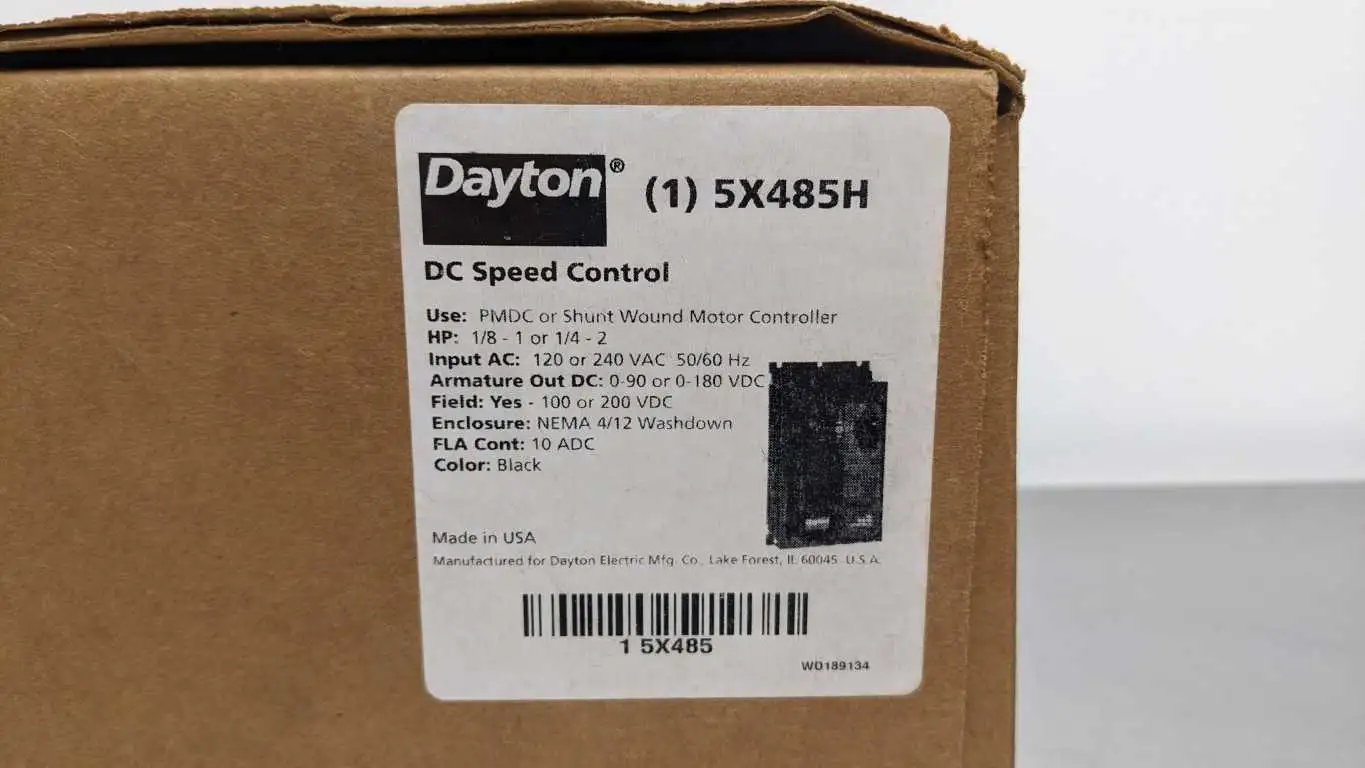 Dayton® (1) 5X485H
DC Speed Control
Use: PMDC or Shunt Wound Motor Controller
HP: 1/8 - 1 or 1/4 - 2
Input AC: 120 or 240 VAC 50/60 Hz
Armature Out DC: 0-90 or 0-180 VDC
Field: Yes - 100 or 200 VDC
Enclosure: NEMA 4/12 Washdown
FLA Cont: 10 ADC
Color: Black
Made in USA
Manufactured for Dayton Electric Mfg. Co., Lake Forest, IL 60045 U.S.A.
1 5X485
WO189134